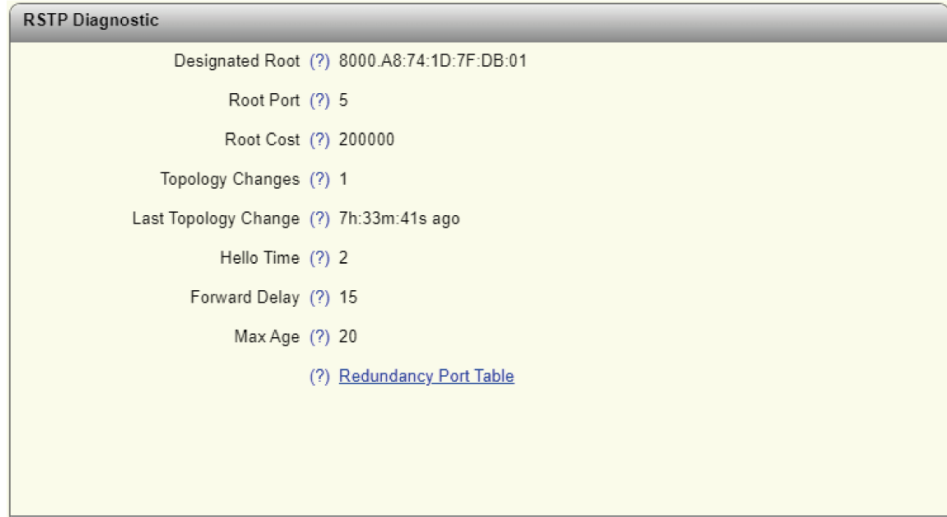 RSTP Diagnostic
Designated Root (?) 8000.A8:74:1D:7F:DB:01
Root Port (?) 5
Root Cost (?) 200000
Topology Changes (?) 1
Last Topology Change (?) 7h:33m:41s ago
Hello Time (?) 2
Forward Delay (?) 15
Max Age (?) 20
(?) Redundancy Port Table